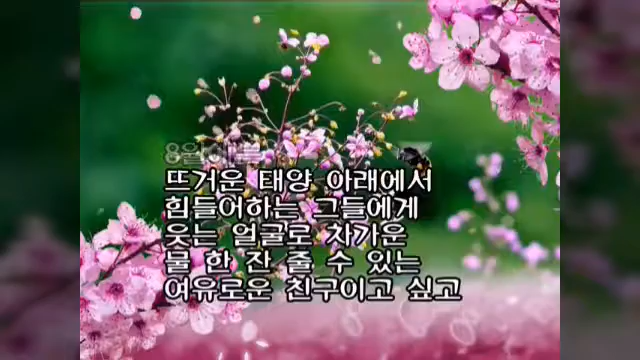 뜨거운 태양 아래에서
힘들어하는 그들에게
웃는 얼굴로 차가운
물 한 잔 줄 수 있는
여유로운 친구이고 싶고